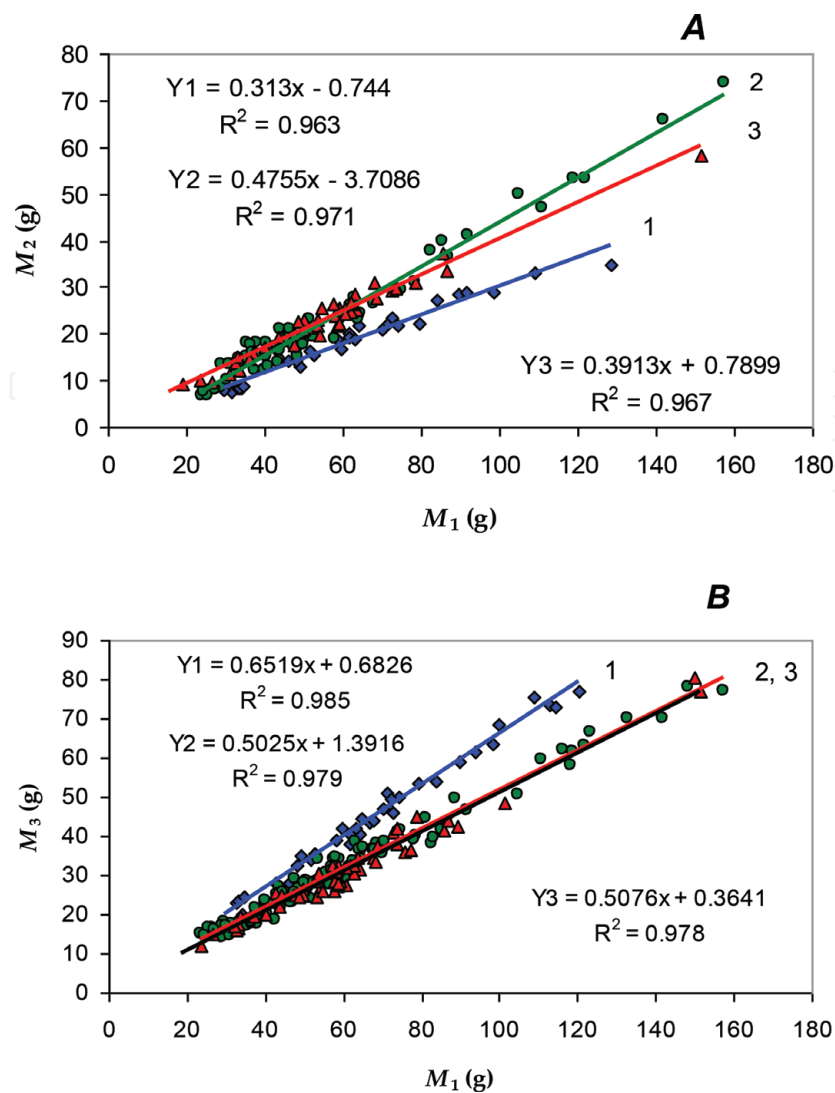 A
80
70
60
50
40
30
20
10
0
M₂ (g)
Y1 = 0.313x - 0.744
R² = 0.963
Y2 = 0.4755x - 3.7086
R² = 0.971
2
3
1
Y3 = 0.3913x + 0.7899
R² = 0.967
0 20 40 60 80 100 120 140 160 180
M₁ (g)
B
90
80
70
60
50
40
30
20
10
0
M₃ (g)
Y1 = 0.6519x + 0.6826
R² = 0.985
Y2 = 0.5025x + 1.3916
R² = 0.979
1
2, 3
Y3 = 0.5076x + 0.3641
R² = 0.978
0 20 40 60 80 100 120 140 160 180
M₁ (g)